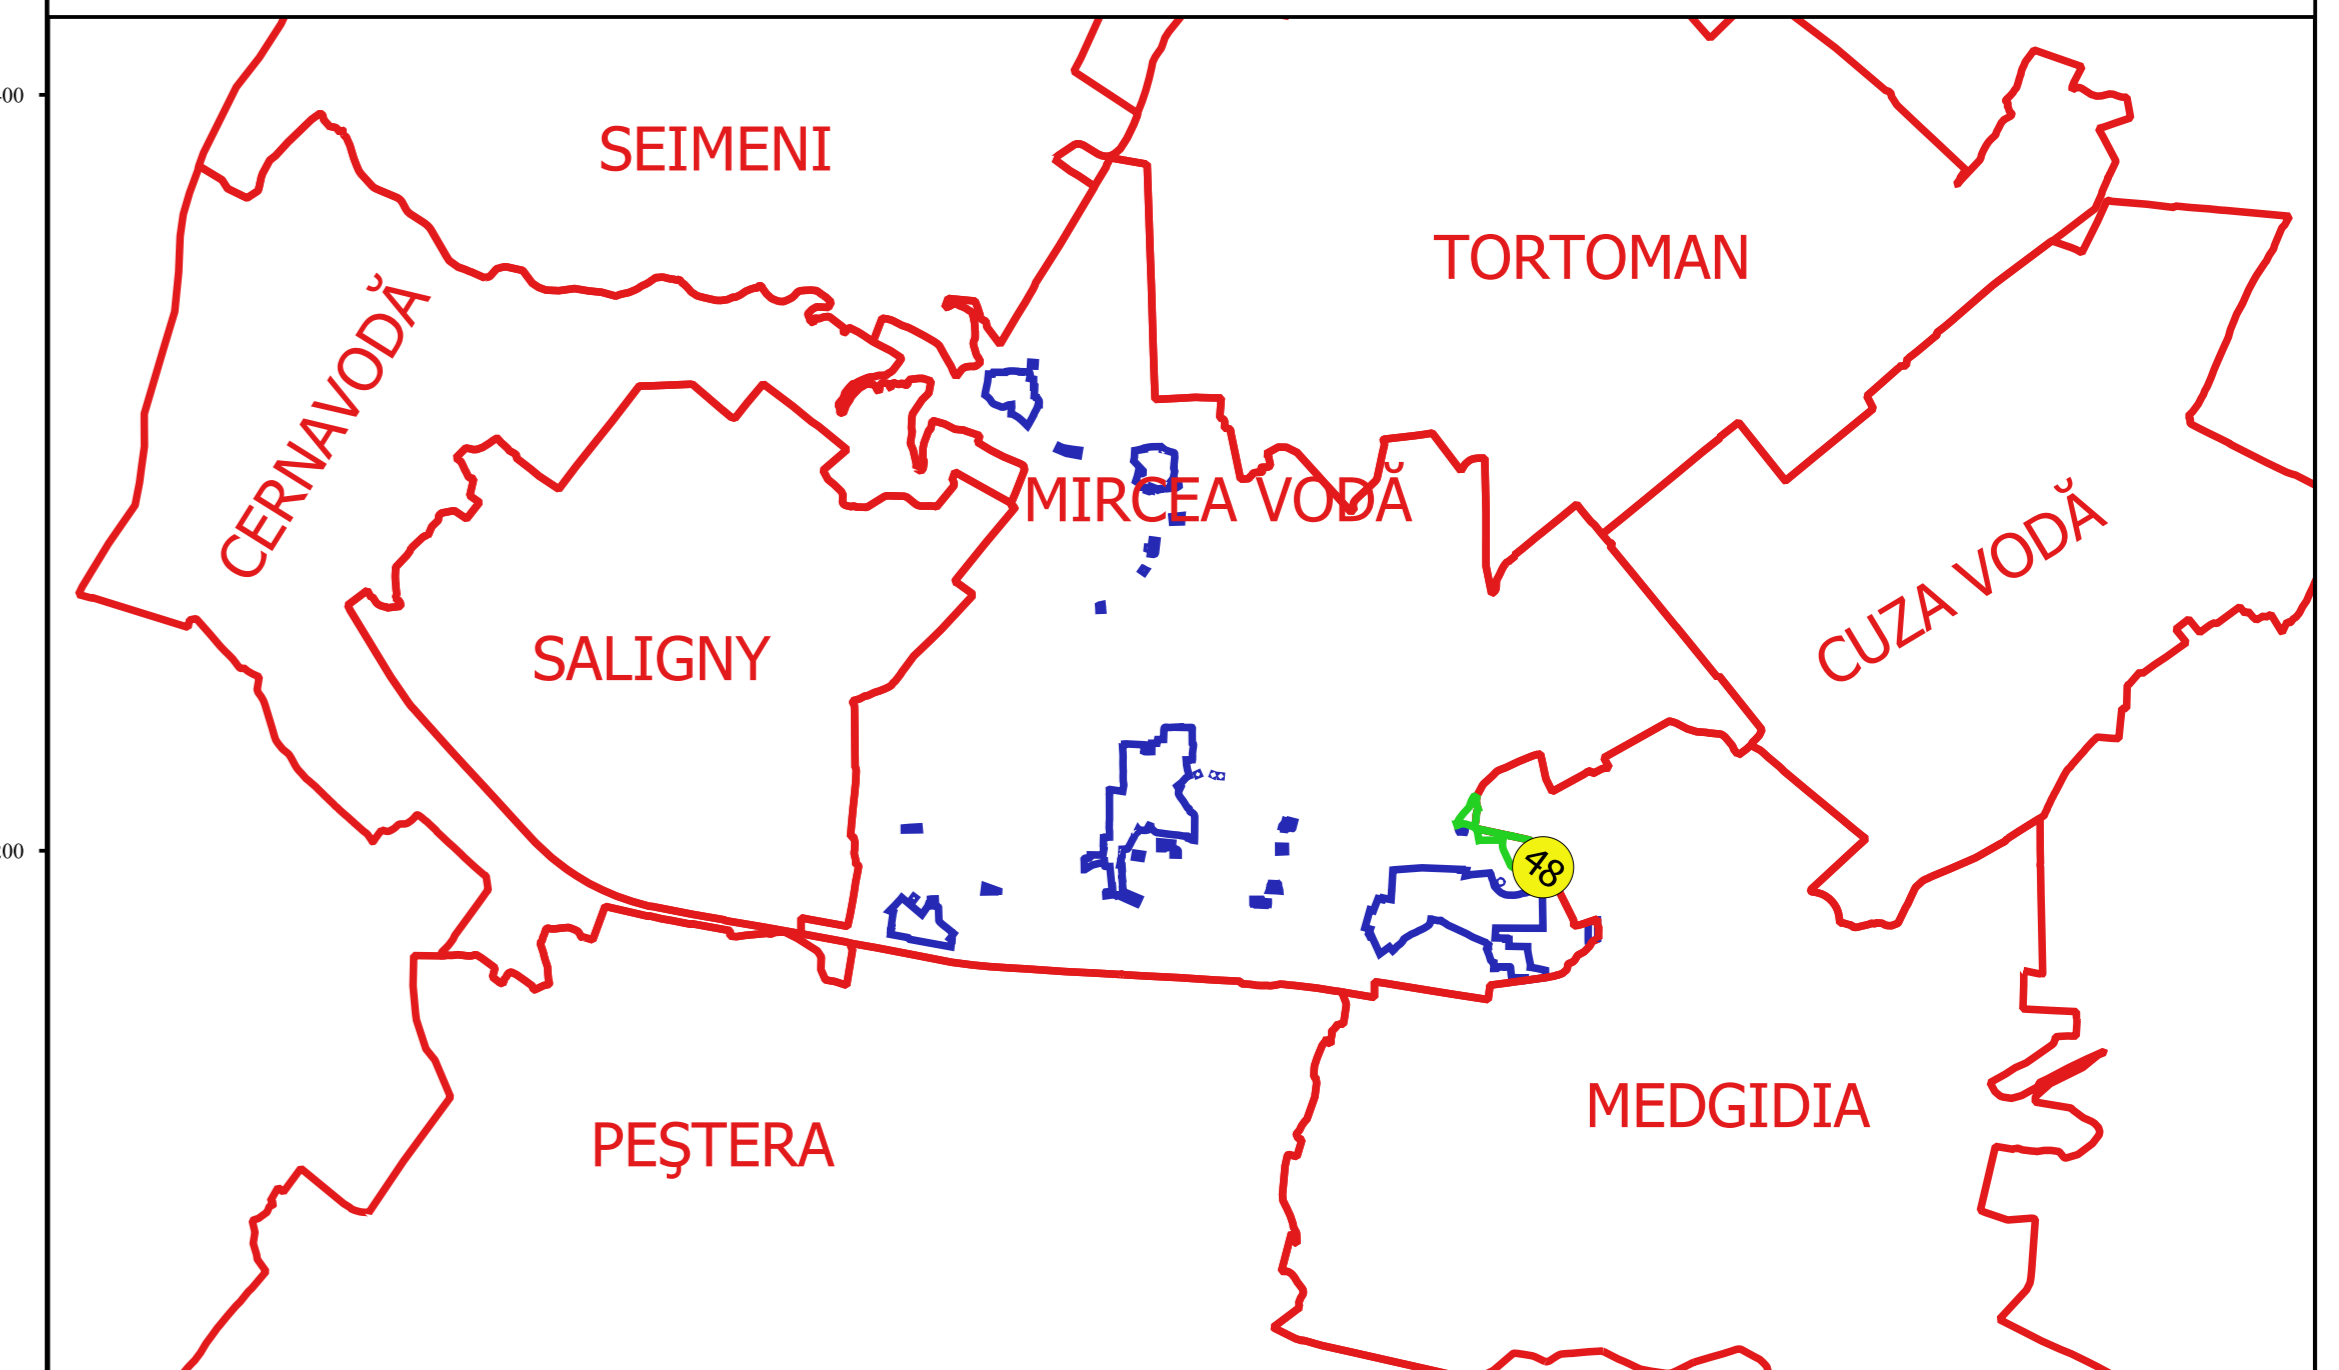 SEIMENI
TORTOMAN
CERNAVODĂ
MIRCEA VODĂ
CUZA VODĂ
SALIGNY
48
MEDGIDIA
PEŞTERA